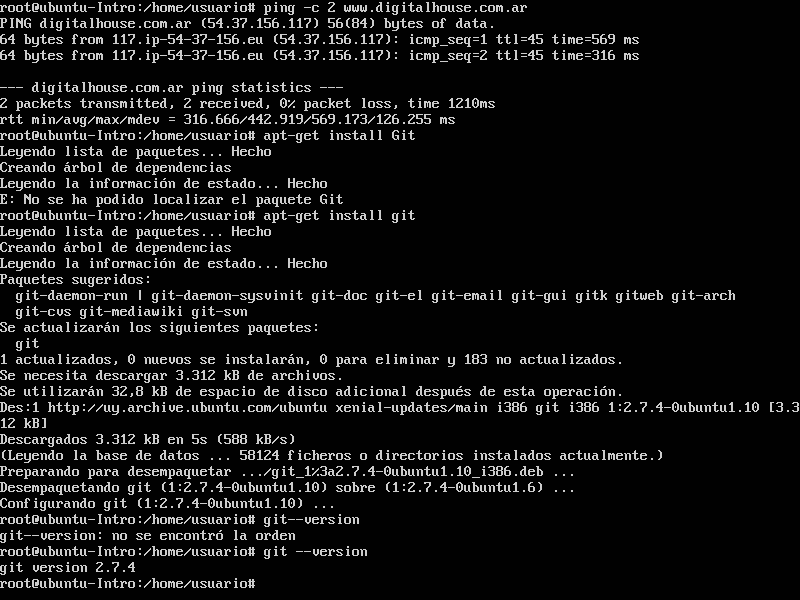 root@ubuntu-Intro:/home/usuario# ping -c 2 www.digitalhouse.com.ar
PING digitalhouse.com.ar (54.37.156.117) 56(84) bytes of data.
64 bytes from 117.ip-54-37-156.eu (54.37.156.117): icmp_seq=1 ttl=45 time=569 ms
64 bytes from 117.ip-54-37-156.eu (54.37.156.117): icmp_seq=2 ttl=45 time=316 ms
--- digitalhouse.com.ar ping statistics ---
2 packets transmitted, 2 received, 0% packet loss, time 1210ms
rtt min/avg/max/mdev = 316.666/442.919/569.173/126.255 ms
root@ubuntu-Intro:/home/usuario# apt-get install Git
Leyendo lista de paquetes... Hecho
Creando árbol de dependencias
Leyendo la información de estado... Hecho
E: No se ha podido localizar el paquete Git
root@ubuntu-Intro:/home/usuario# apt-get install git
Leyendo lista de paquetes... Hecho
Creando árbol de dependencias
Leyendo la información de estado... Hecho
Paquetes sugeridos:
  git-daemon-run | git-daemon-sysvinit git-doc git-el git-email git-gui gitk gitweb git-arch
  git-cvs git-mediawiki git-svn
Se actualizarán los siguientes paquetes:
  git
1 actualizados, 0 nuevos se instalarán, 0 para eliminar y 183 no actualizados.
Se necesita descargar 3.312 kB de archivos.
Se utilizarán 32,8 kB de espacio de disco adicional después de esta operación.
Des:1 http://uy.archive.ubuntu.com/ubuntu xenial-updates/main i386 git i386 1:2.7.4-0ubuntu1.10 [3.3
12 kB]
Descargados 3.312 kB en 5s (588 kB/s)
(Leyendo la base de datos ... 58124 ficheros o directorios instalados actualmente.)
Preparando para desempaquetar .../git_1%3a2.7.4-0ubuntu1.10_i386.deb ...
Desempaquetando git (1:2.7.4-0ubuntu1.10) sobre (1:2.7.4-0ubuntu1.6) ...
Configurando git (1:2.7.4-0ubuntu1.10) ...
root@ubuntu-Intro:/home/usuario# git--version
git--version: no se encontró la orden
root@ubuntu-Intro:/home/usuario# git --version
git version 2.7.4
root@ubuntu-Intro:/home/usuario#